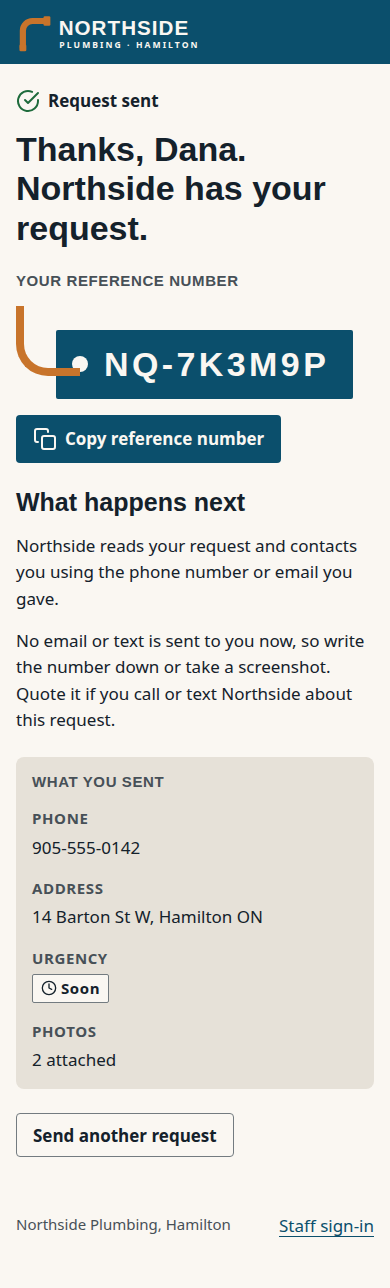 NORTHSIDE
PLUMBING · HAMILTON
Request sent
Thanks, Dana.
Northside has your
request.
YOUR REFERENCE NUMBER
NQ-7K3M9P
Copy reference number
What happens next
Northside reads your request and contacts
you using the phone number or email you
gave.
No email or text is sent to you now, so write
the number down or take a screenshot.
Quote it if you call or text Northside about
this request.
WHAT YOU SENT
PHONE
905-555-0142
ADDRESS
14 Barton St W, Hamilton ON
URGENCY
Soon
PHOTOS
2 attached
Send another request
Northside Plumbing, Hamilton
Staff sign-in